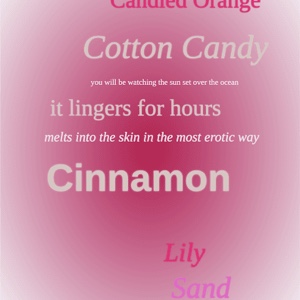 Candied Orange
Cotton Candy
you will be watching the sun set over the ocean
it lingers for hours
melts into the skin in the most erotic way
Cinnamon
Lily
Sand